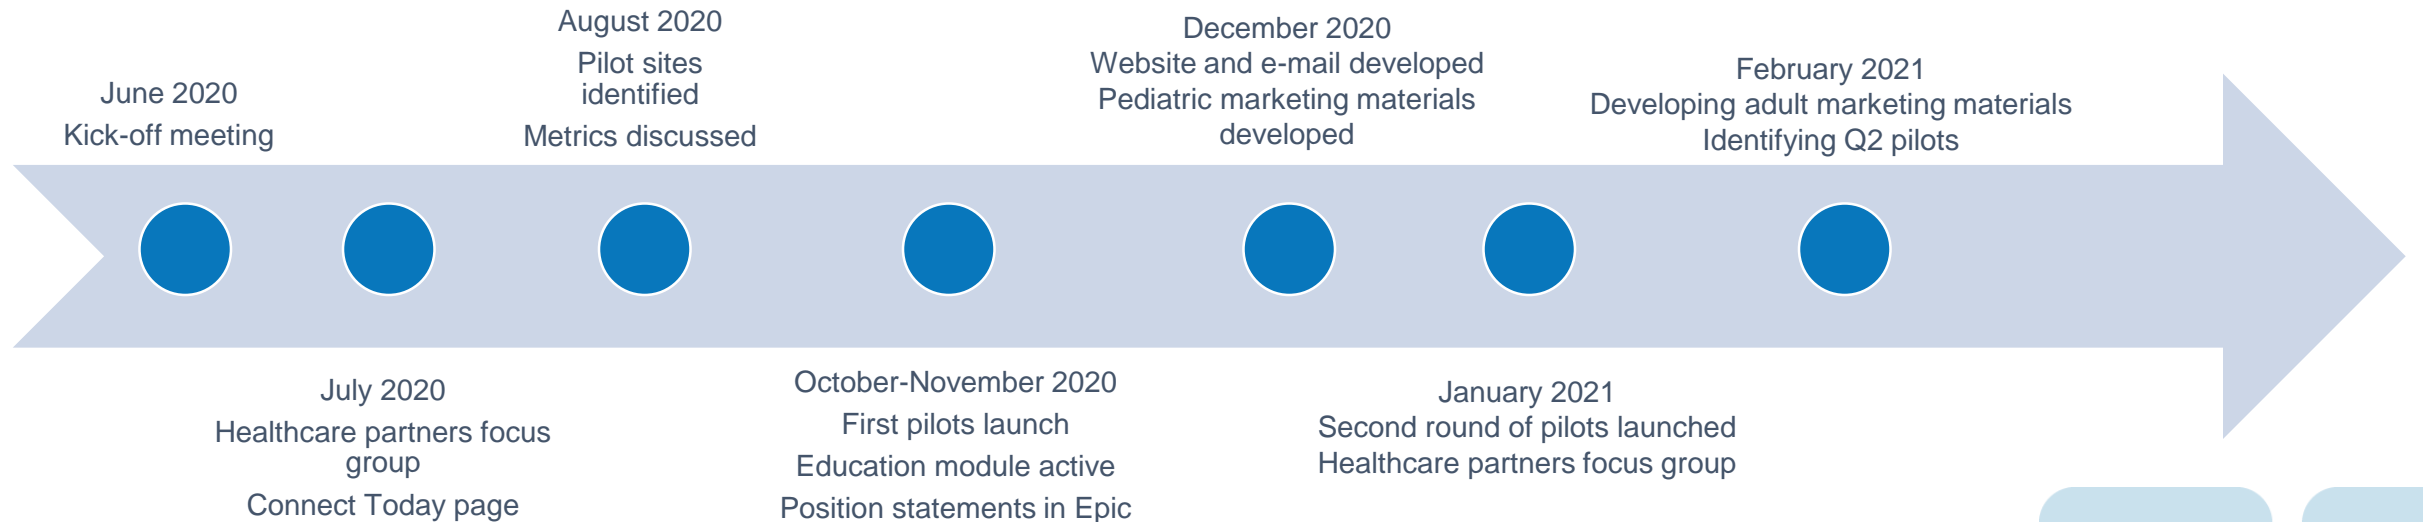 June 2020
Kick-off meeting
July 2020
Healthcare partners focus
group
Connect Today page
August 2020
Pilot sites
identified
Metrics discussed
October-November 2020
First pilots launch
Education module active
Position statements in Epic
December 2020
Website and e-mail developed
Pediatric marketing materials
developed
January 2021
Second round of pilots launched
Healthcare partners focus group
February 2021
Developing adult marketing materials
Identifying Q2 pilots